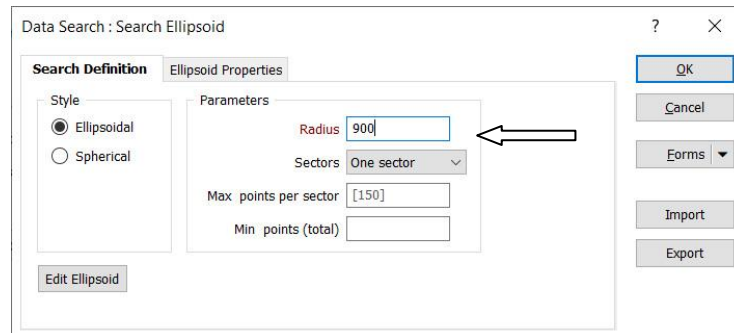 Data Search : Search Ellipsoid ? ×
Search Definition Ellipsoid Properties
Style
Ellipsoidal
Spherical
Parameters
Radius 900
Sectors One sector
Max points per sector [150]
Min points (total)
Edit Ellipsoid
OK
Cancel
Forms
Import
Export